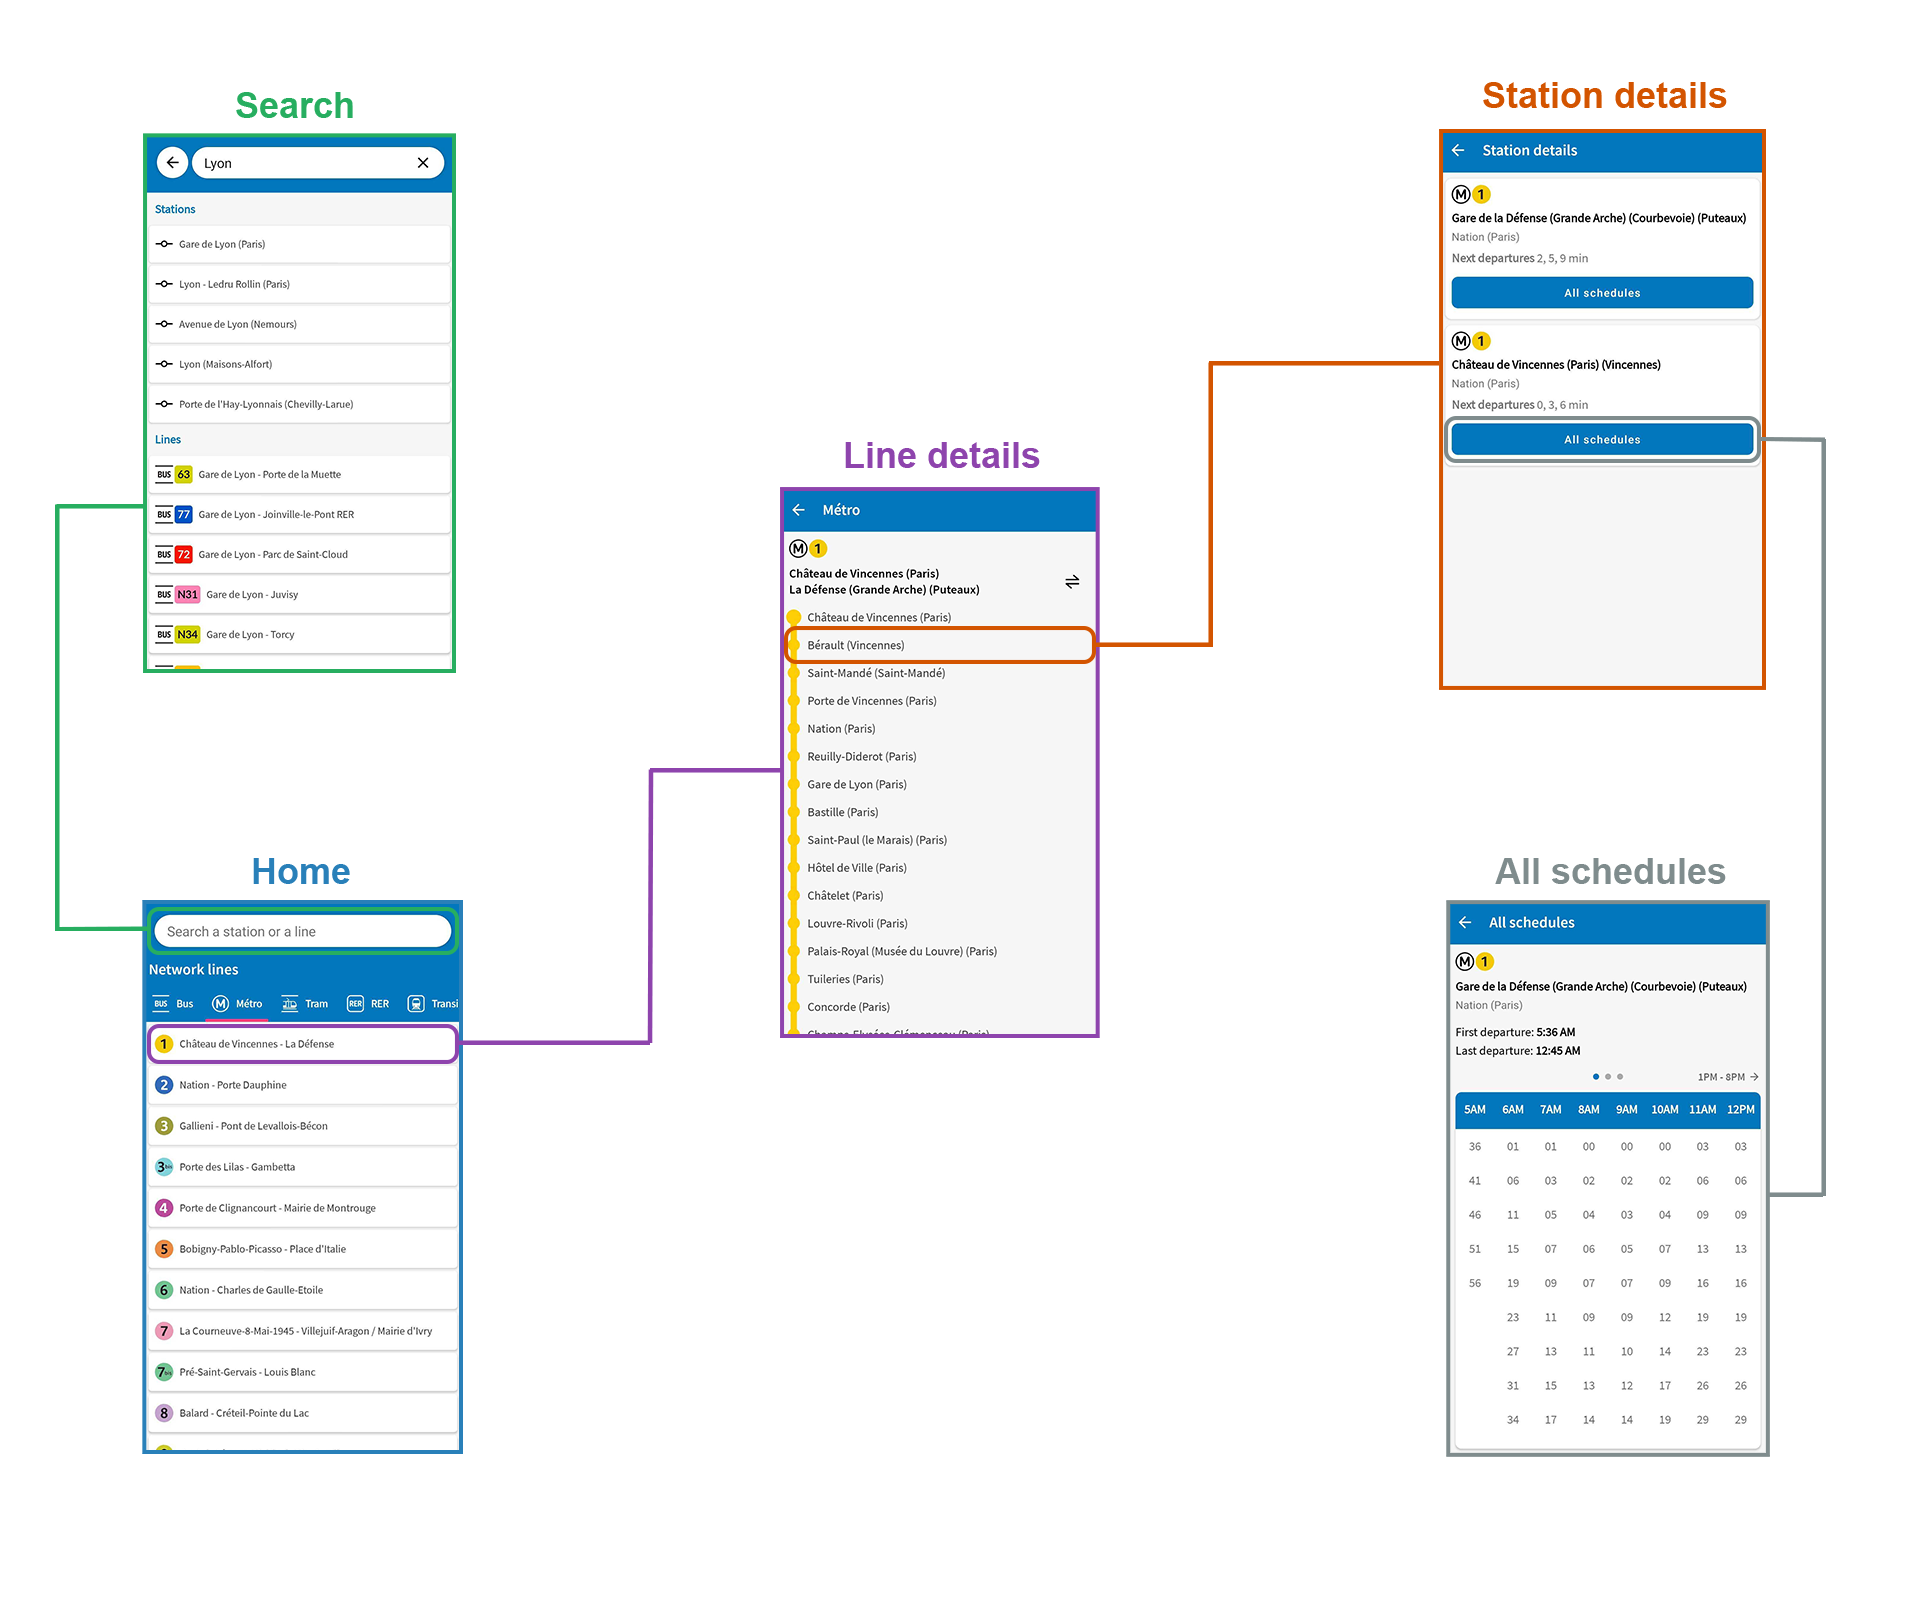 Search
Lyon
Stations
Gare de Lyon (Paris)
Lyon - Ledru Rollin (Paris)
Avenue de Lyon (Nemours)
Lyon (Maisons-Alfort)
Porte de l'Hay-Lyonnais (Chevilly-Larue)
Lines
BUS 63 Gare de Lyon - Porte de la Muette
BUS 77 Gare de Lyon - Joinville-le-Pont RER
BUS 72 Gare de Lyon - Parc de Saint-Cloud
BUS N31 Gare de Lyon - Juvisy
BUS N34 Gare de Lyon - Torcy
Home
Search a station or a line
Network lines
BUS Bus M Métro Tram RER RER Transi
1 Château de Vincennes - La Défense
2 Nation - Porte Dauphine
3 Gallieni - Pont de Levallois-Bécon
3bis Porte des Lilas - Gambetta
4 Porte de Clignancourt - Mairie de Montrouge
5 Bobigny-Pablo-Picasso - Place d'Italie
6 Nation - Charles de Gaulle-Etoile
7 La Courneuve-8-Mai-1945 - Villejuif-Aragon / Mairie d'Ivry
7bis Pré-Saint-Gervais - Louis Blanc
8 Balard - Créteil-Pointe du Lac
Line details
Métro
M 1
Château de Vincennes (Paris)
La Défense (Grande Arche) (Puteaux)
Château de Vincennes (Paris)
Bérault (Vincennes)
Saint-Mandé (Saint-Mandé)
Porte de Vincennes (Paris)
Nation (Paris)
Reuilly-Diderot (Paris)
Gare de Lyon (Paris)
Bastille (Paris)
Saint-Paul (le Marais) (Paris)
Hôtel de Ville (Paris)
Châtelet (Paris)
Louvre-Rivoli (Paris)
Palais-Royal (Musée du Louvre) (Paris)
Tuileries (Paris)
Concorde (Paris)
Champs-Elysées-Clémenceau (Paris)
Station details
Station details
M 1
Gare de la Défense (Grande Arche) (Courbevoie) (Puteaux)
Nation (Paris)
Next departures 2, 5, 9 min
All schedules
M 1
Château de Vincennes (Paris) (Vincennes)
Nation (Paris)
Next departures 0, 3, 6 min
All schedules
All schedules
All schedules
M 1
Gare de la Défense (Grande Arche) (Courbevoie) (Puteaux)
Nation (Paris)
First departure: 5:36 AM
Last departure: 12:45 AM
1PM - 8PM
5AM 6AM 7AM 8AM 9AM 10AM 11AM 12PM
36 01 01 00 00 00 03 03
41 06 03 02 02 02 06 06
46 11 05 04 03 04 09 09
51 15 07 06 05 07 13 13
56 19 09 07 07 09 16 16
23 11 09 09 12 19 19
27 13 11 10 14 23 23
31 15 13 12 17 26 26
34 17 14 14 19 29 29